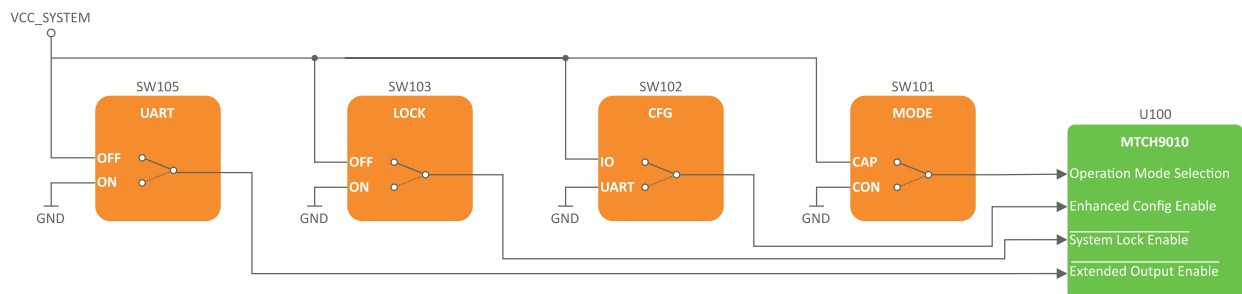 VCC_SYSTEM
SW105
SW103
SW102
SW101
U100
UART
LOCK
CFG
MODE
MTCH9010
OFF
ON
OFF
ON
IO
UART
CAP
CON
Operation Mode Selection
Enhanced Config Enable
System Lock Enable
Extended Output Enable
GND
GND
GND
GND